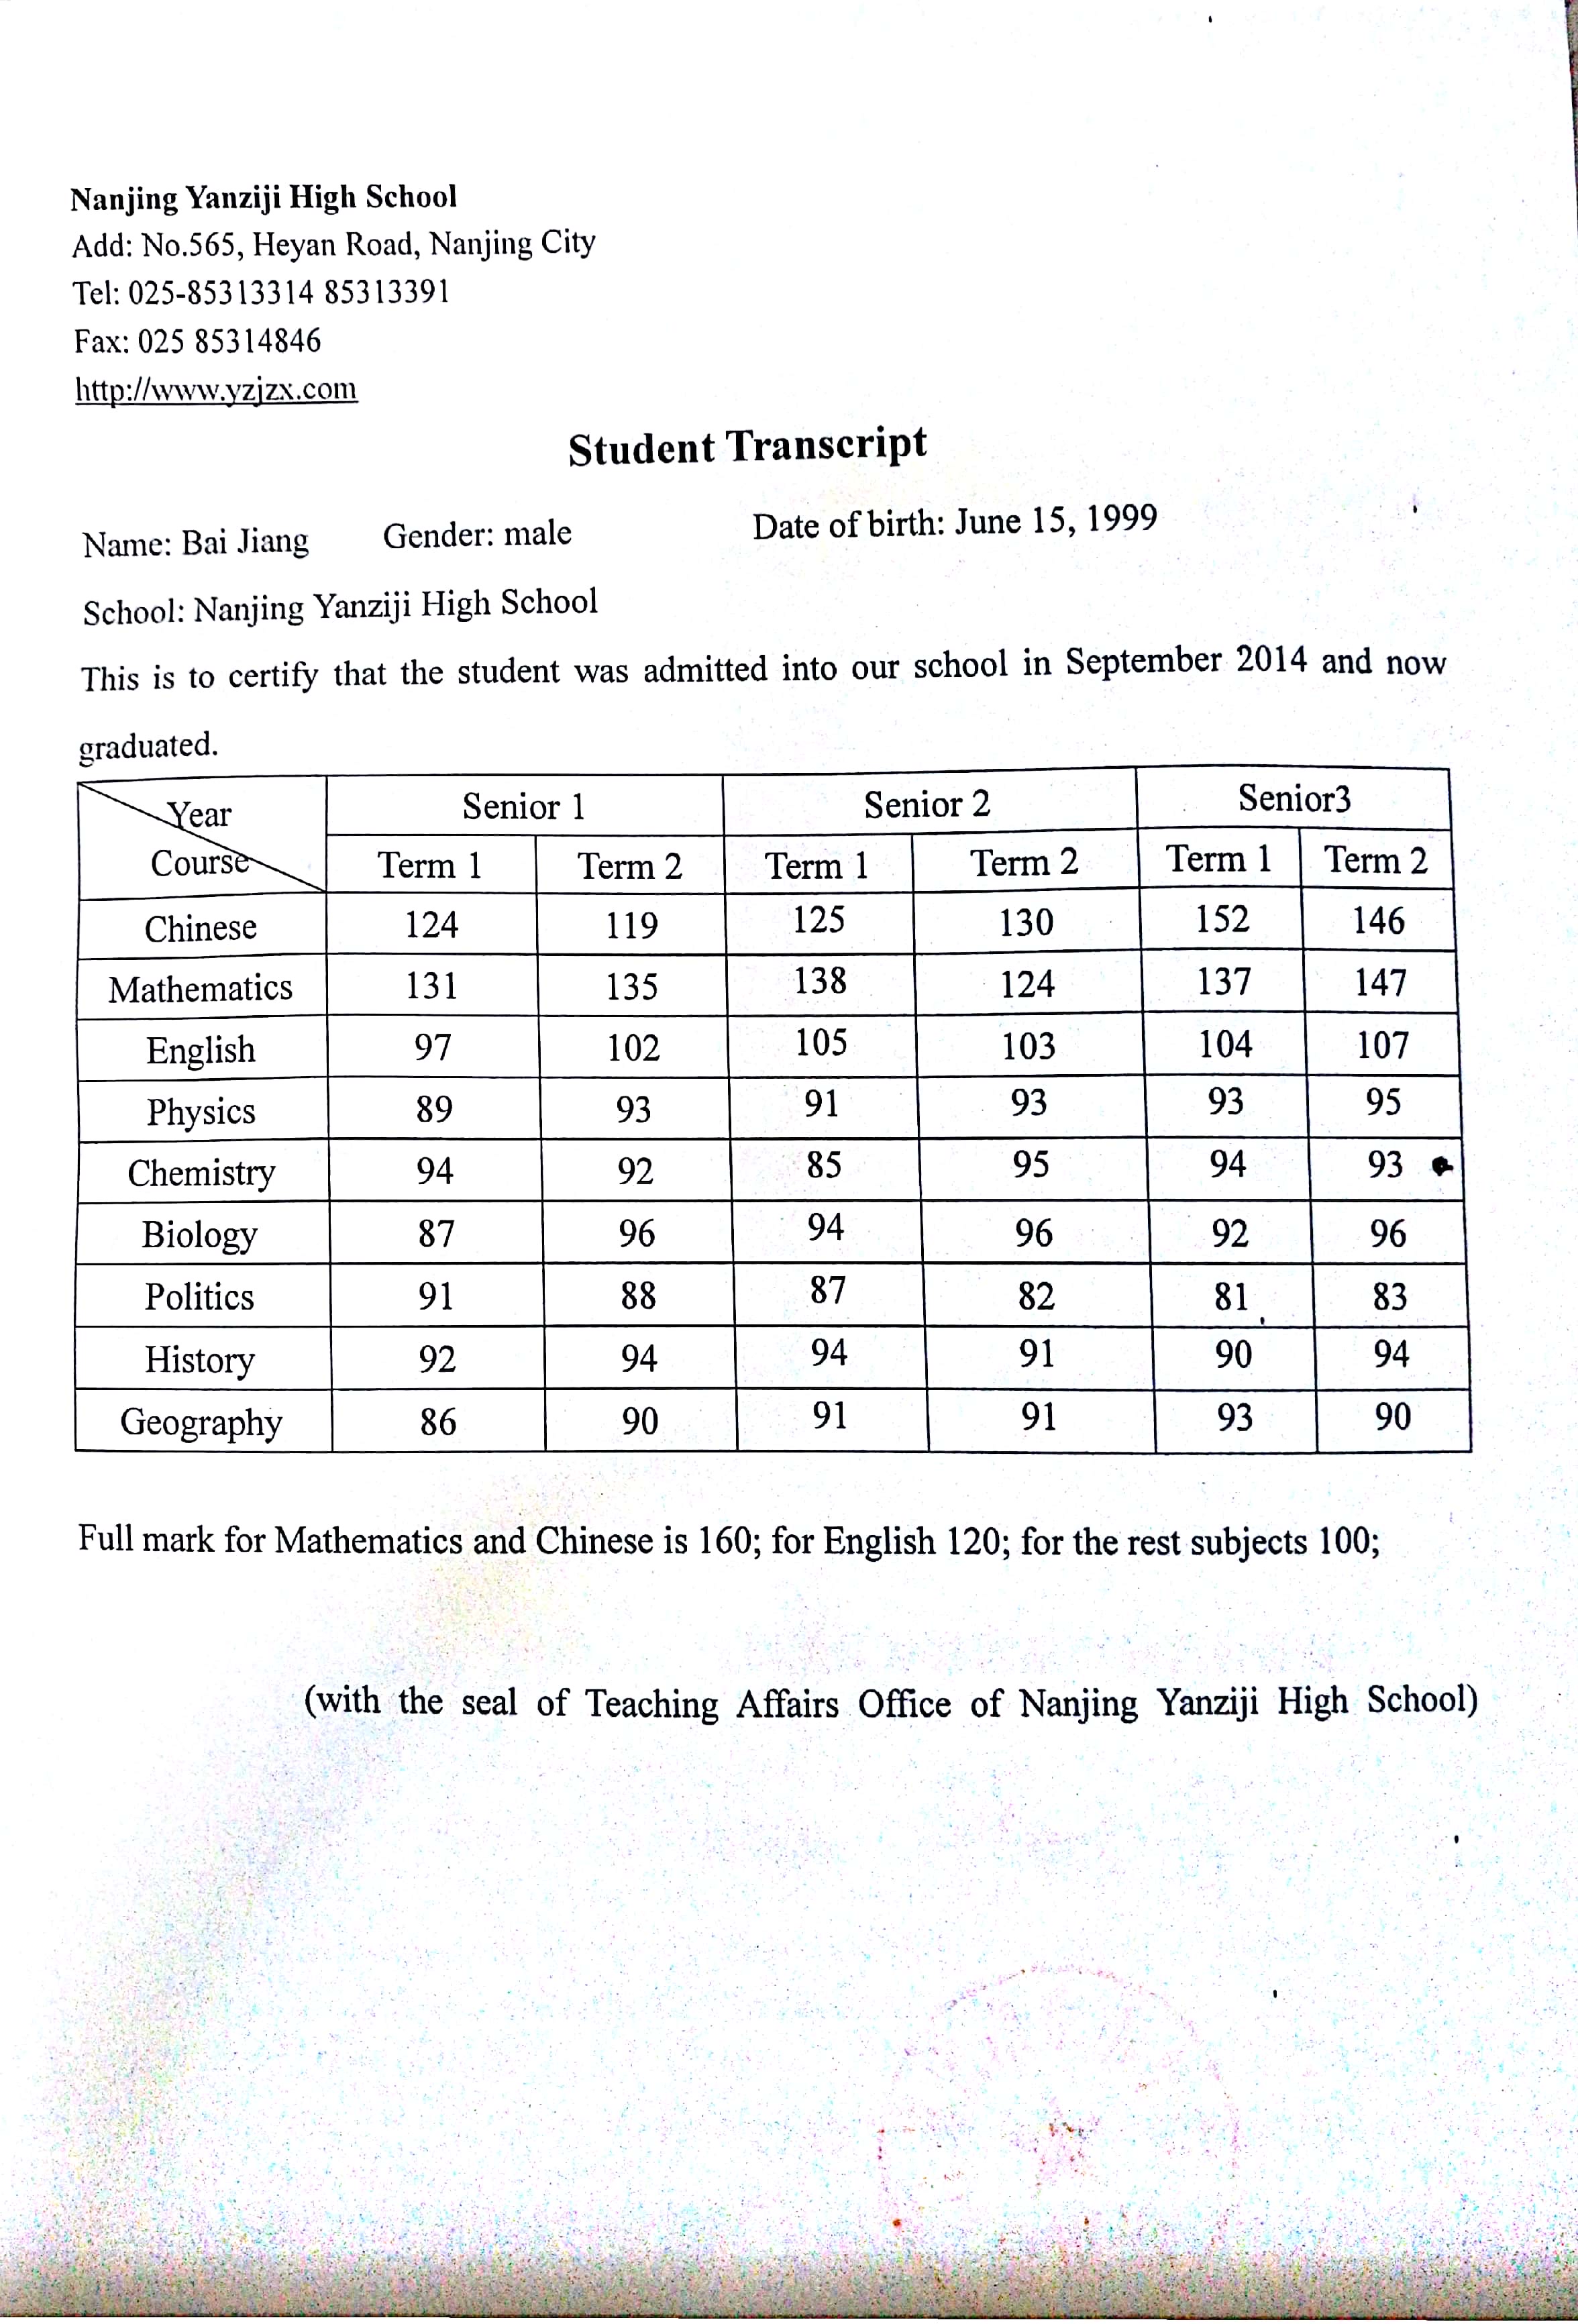 Nanjing Yanziji High School
Add: No.565, Heyan Road, Nanjing City
Tel: 025-85313314 85313391
Fax: 025 85314846
http://www.yzjzx.com
Student Transcript
Name: Bai Jiang Gender: male Date of birth: June 15, 1999
School: Nanjing Yanziji High School
This is to certify that the student was admitted into our school in September 2014 and now
graduated.
Year Senior 1 Senior 2 Senior3
Course Term 1 Term 2 Term 1 Term 2 Term 1 Term 2
Chinese 124 119 125 130 152 146
Mathematics 131 135 138 124 137 147
English 97 102 105 103 104 107
Physics 89 93 91 93 93 95
Chemistry 94 92 85 95 94 93
Biology 87 96 94 96 92 96
Politics 91 88 87 82 81 83
History 92 94 94 91 90 94
Geography 86 90 91 91 93 90
Full mark for Mathematics and Chinese is 160; for English 120; for the rest subjects 100;
(with the seal of Teaching Affairs Office of Nanjing Yanziji High School)